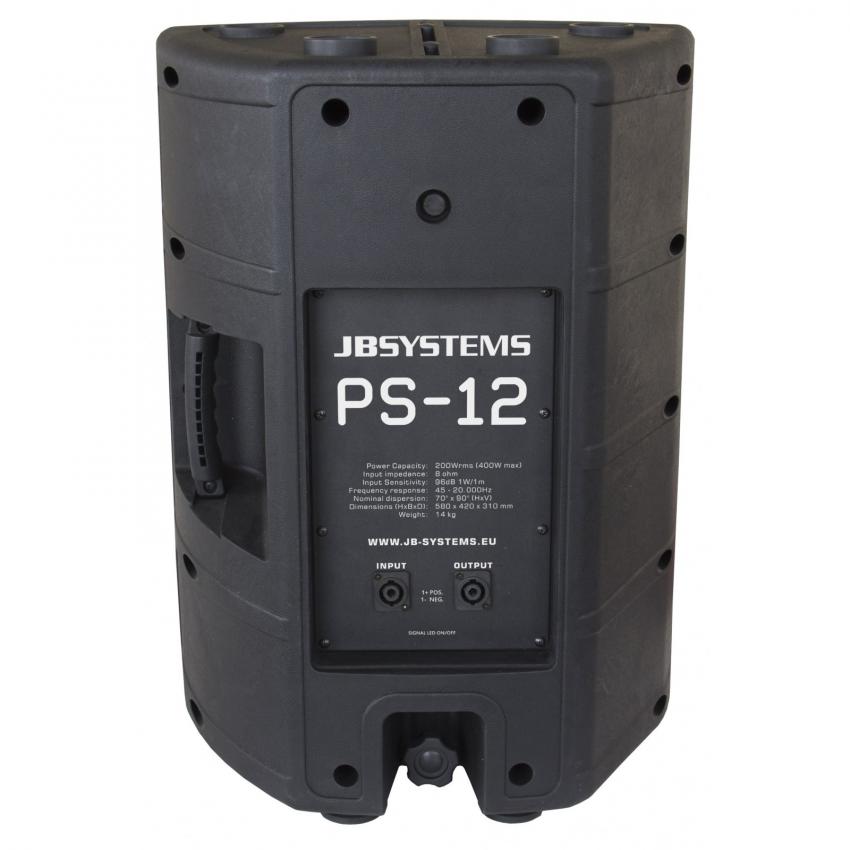 JBSYSTEMS
PS-12
Power Capacity: 200Wrms (400W max)
Input impedance: 8 ohm
Input Sensitivity: 96dB 1W/1m
Frequency response: 45 - 20.000Hz
Nominal dispersion: 70° x 90° (HxV)
Dimensions (HxBxD): 580 x 420 x 310 mm
Weight: 14 kg
WWW.JB-SYSTEMS.EU
INPUT OUTPUT
1+ POS.
1- NEG.
SIGNAL LED ON/OFF